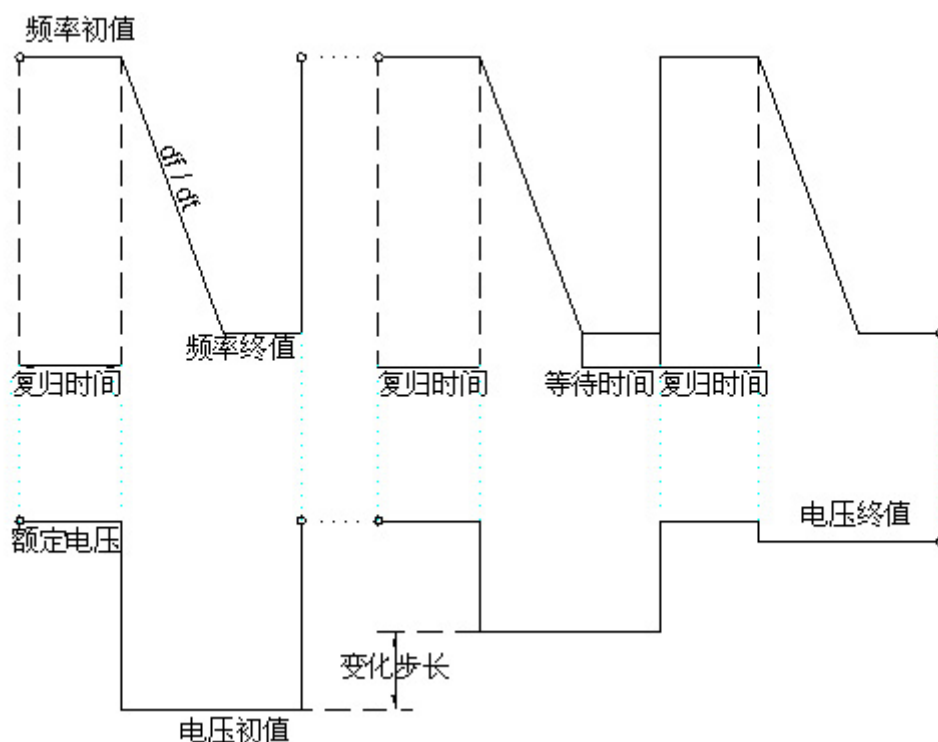 频率初值
df / dt
频率终值
复归时间
复归时间
等待时间
复归时间
额定电压
电压终值
变化步长
电压初值